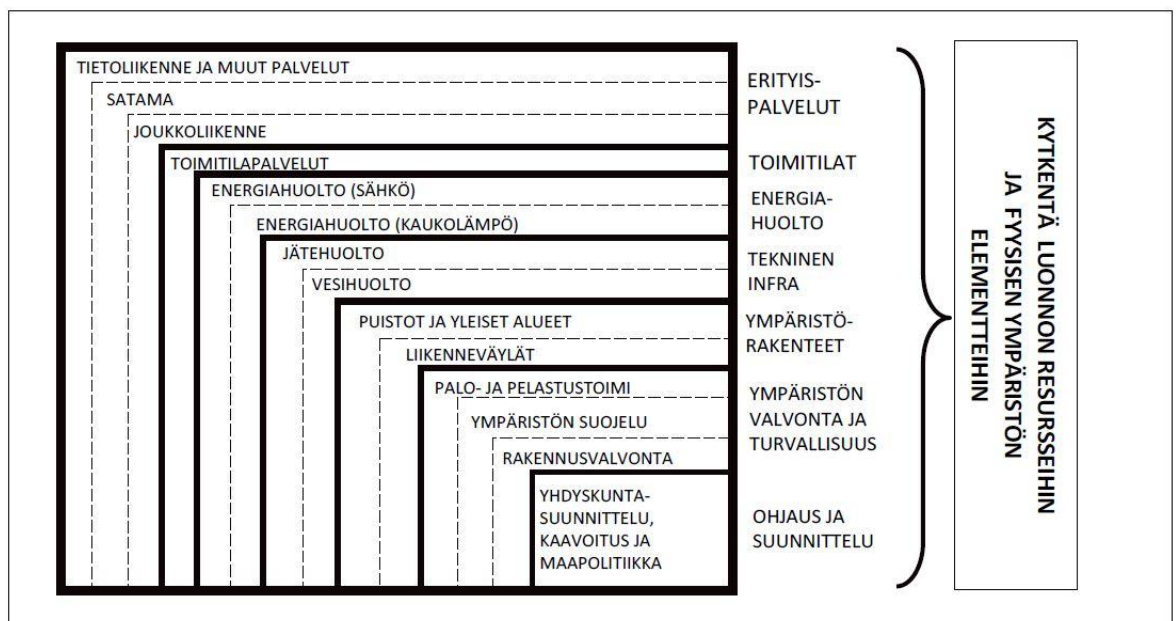 TIETOLIIKENNE JA MUUT PALVELUT
SATAMA
JOUKKOLIIKENNE
TOIMITILAPALVELUT
ENERGIAHUOLTO (SÄHKÖ)
ENERGIAHUOLTO (KAUKOLÄMPÖ)
JÄTEHUOLTO
VESIHUOLTO
PUISTOT JA YLEISET ALUEET
LIIKENNEVÄYLÄT
PALO- JA PELASTUSTOIMI
YMPÄRISTÖN SUOJELU
RAKENNUSVALVONTA
YHDYSKUNTA-
SUUNNITTELU,
KAAVOITUS JA
MAAPOLITIIKKA
ERITYIS-
PALVELUT
TOIMITILAT
ENERGIA-
HUOLTO
TEKNINEN
INFRA
YMPÄRISTÖ-
RAKENTEET
YMPÄRISTÖN
VALVONTA JA
TURVALLISUUS
OHJAUS JA
SUUNNITTELU
KYTKENTÄ LUONNON RESURSSEIHIN
JA FYYSISEN YMPÄRISTÖN
ELEMENTTEIHIN